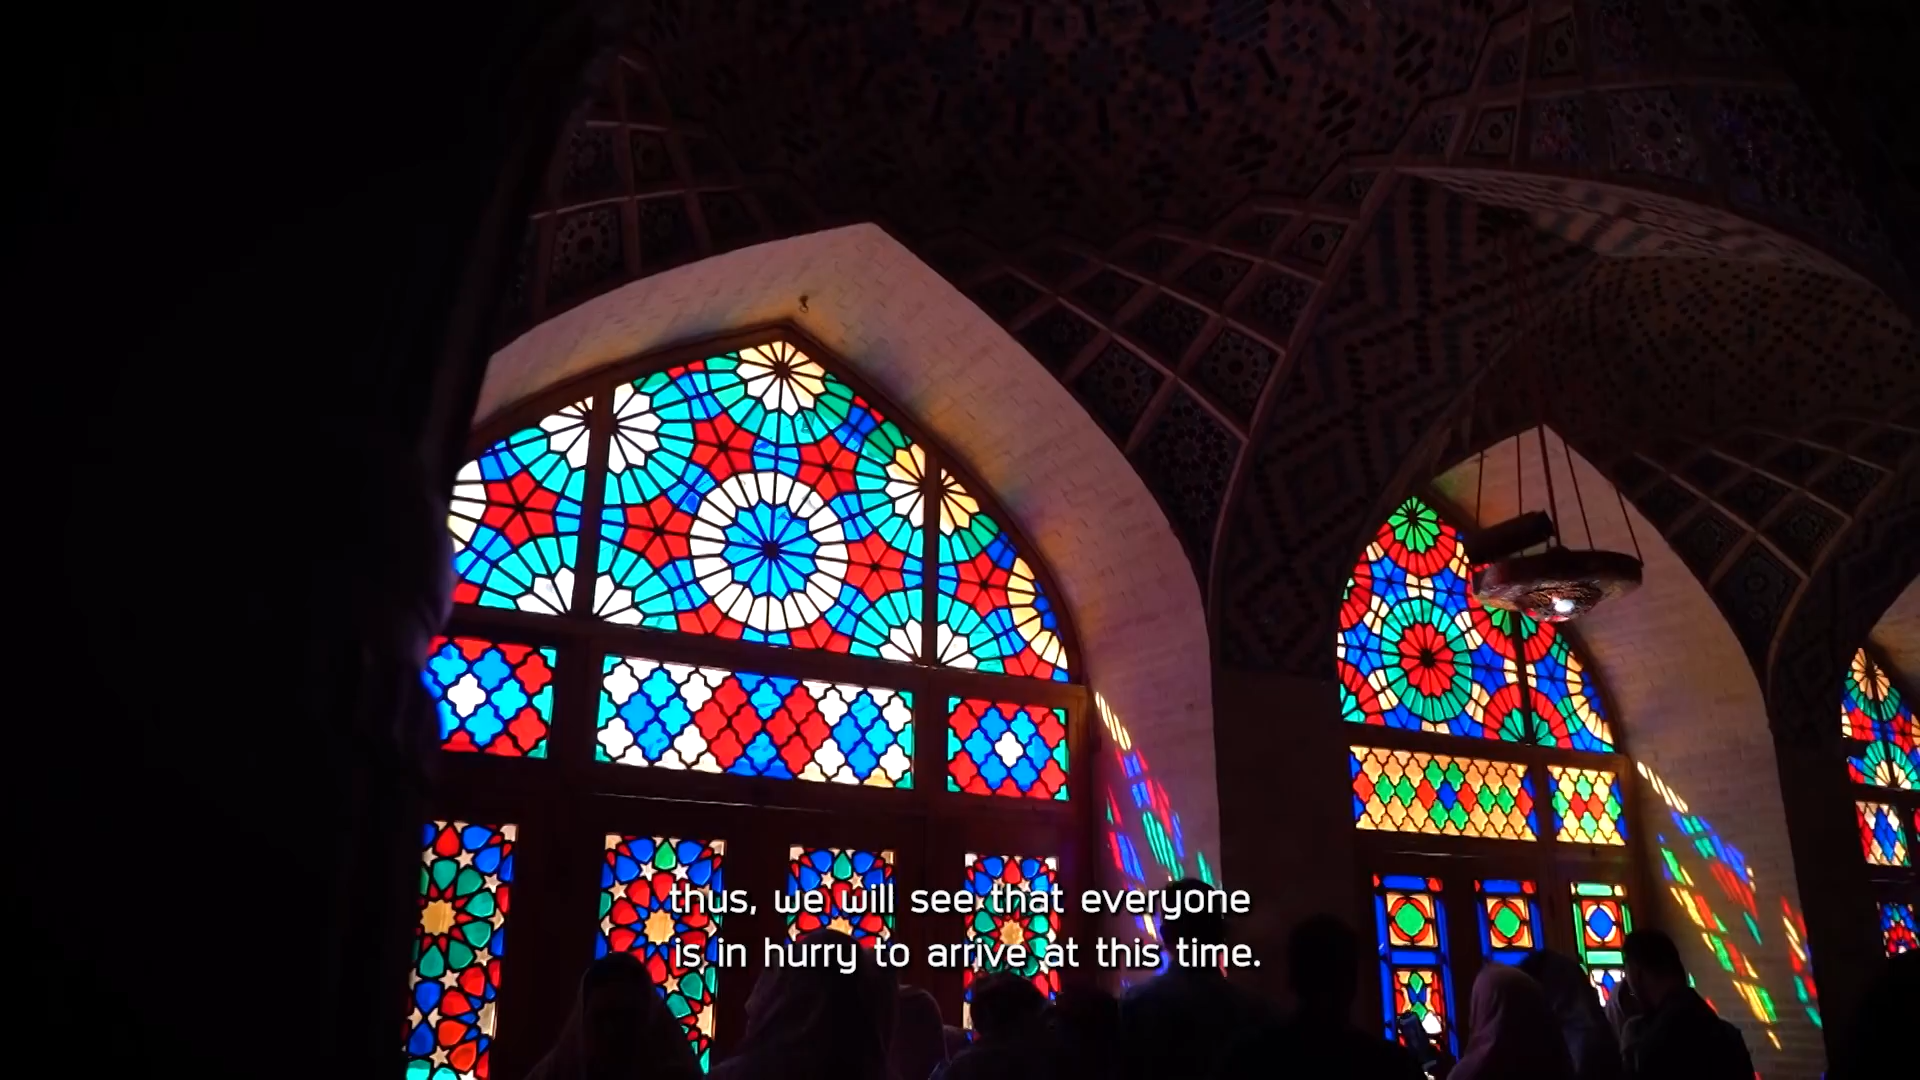 thus, we will see that everyone
is in hurry to arrive at this time.